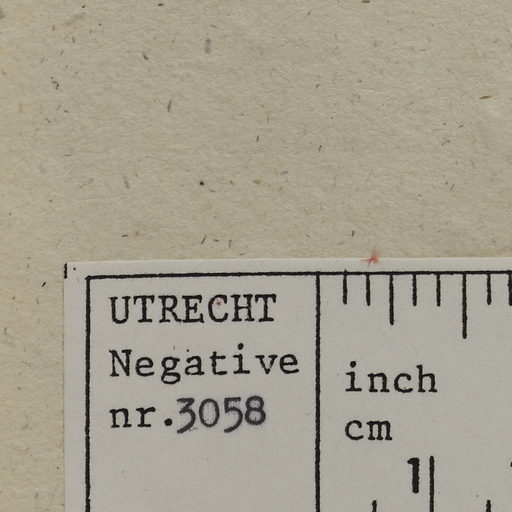 UTRECHT
Negative
nr.3058
inch
cm
1